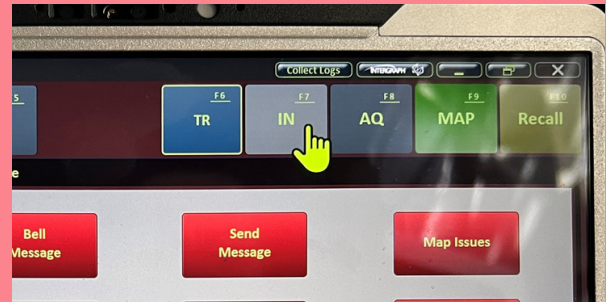 Collect Logs
INTERGRAPH
5
F6
TR
F7
IN
F8
AQ
F9
MAP
F10
Recall
e
Bell
Message
Send
Message
Map Issues